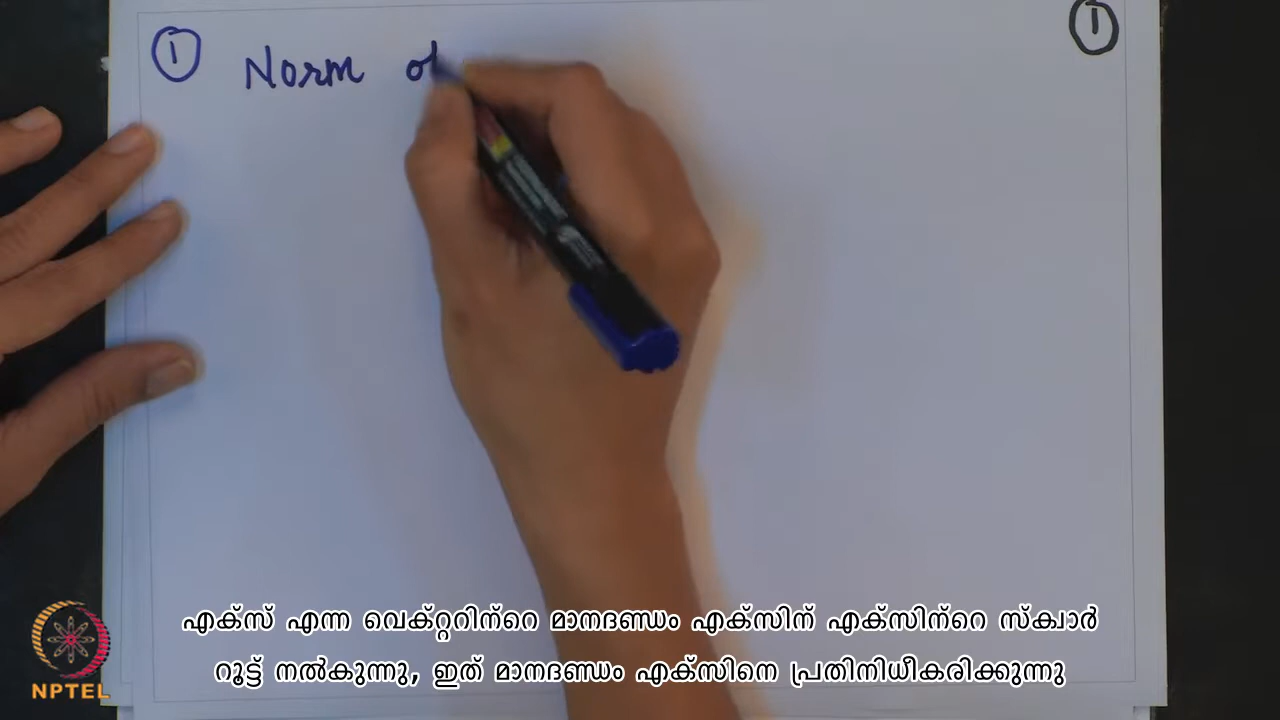 ① Norm of ①
എക്സ് എന്ന വെക്റ്ററിന്റെ മാനദണ്ഡം എക്സിന് എക്സിന്റെ സ്ക്വാർ
റൂട്ട് നൽകുന്നു, ഇത് മാനദണ്ഡം എക്സിനെ പ്രതിനിധീകരിക്കുന്നു
NPTEL